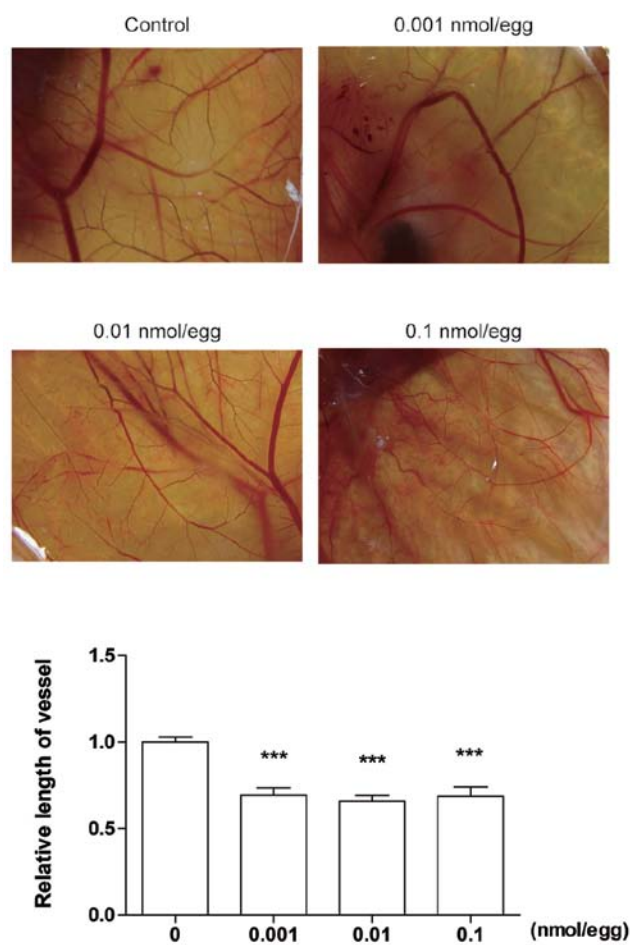 Control
0.001 nmol/egg
0.01 nmol/egg
0.1 nmol/egg
Relative length of vessel
1.5
1.0
0.5
0.0
***
***
***
0
0.001
0.01
0.1
(nmol/egg)